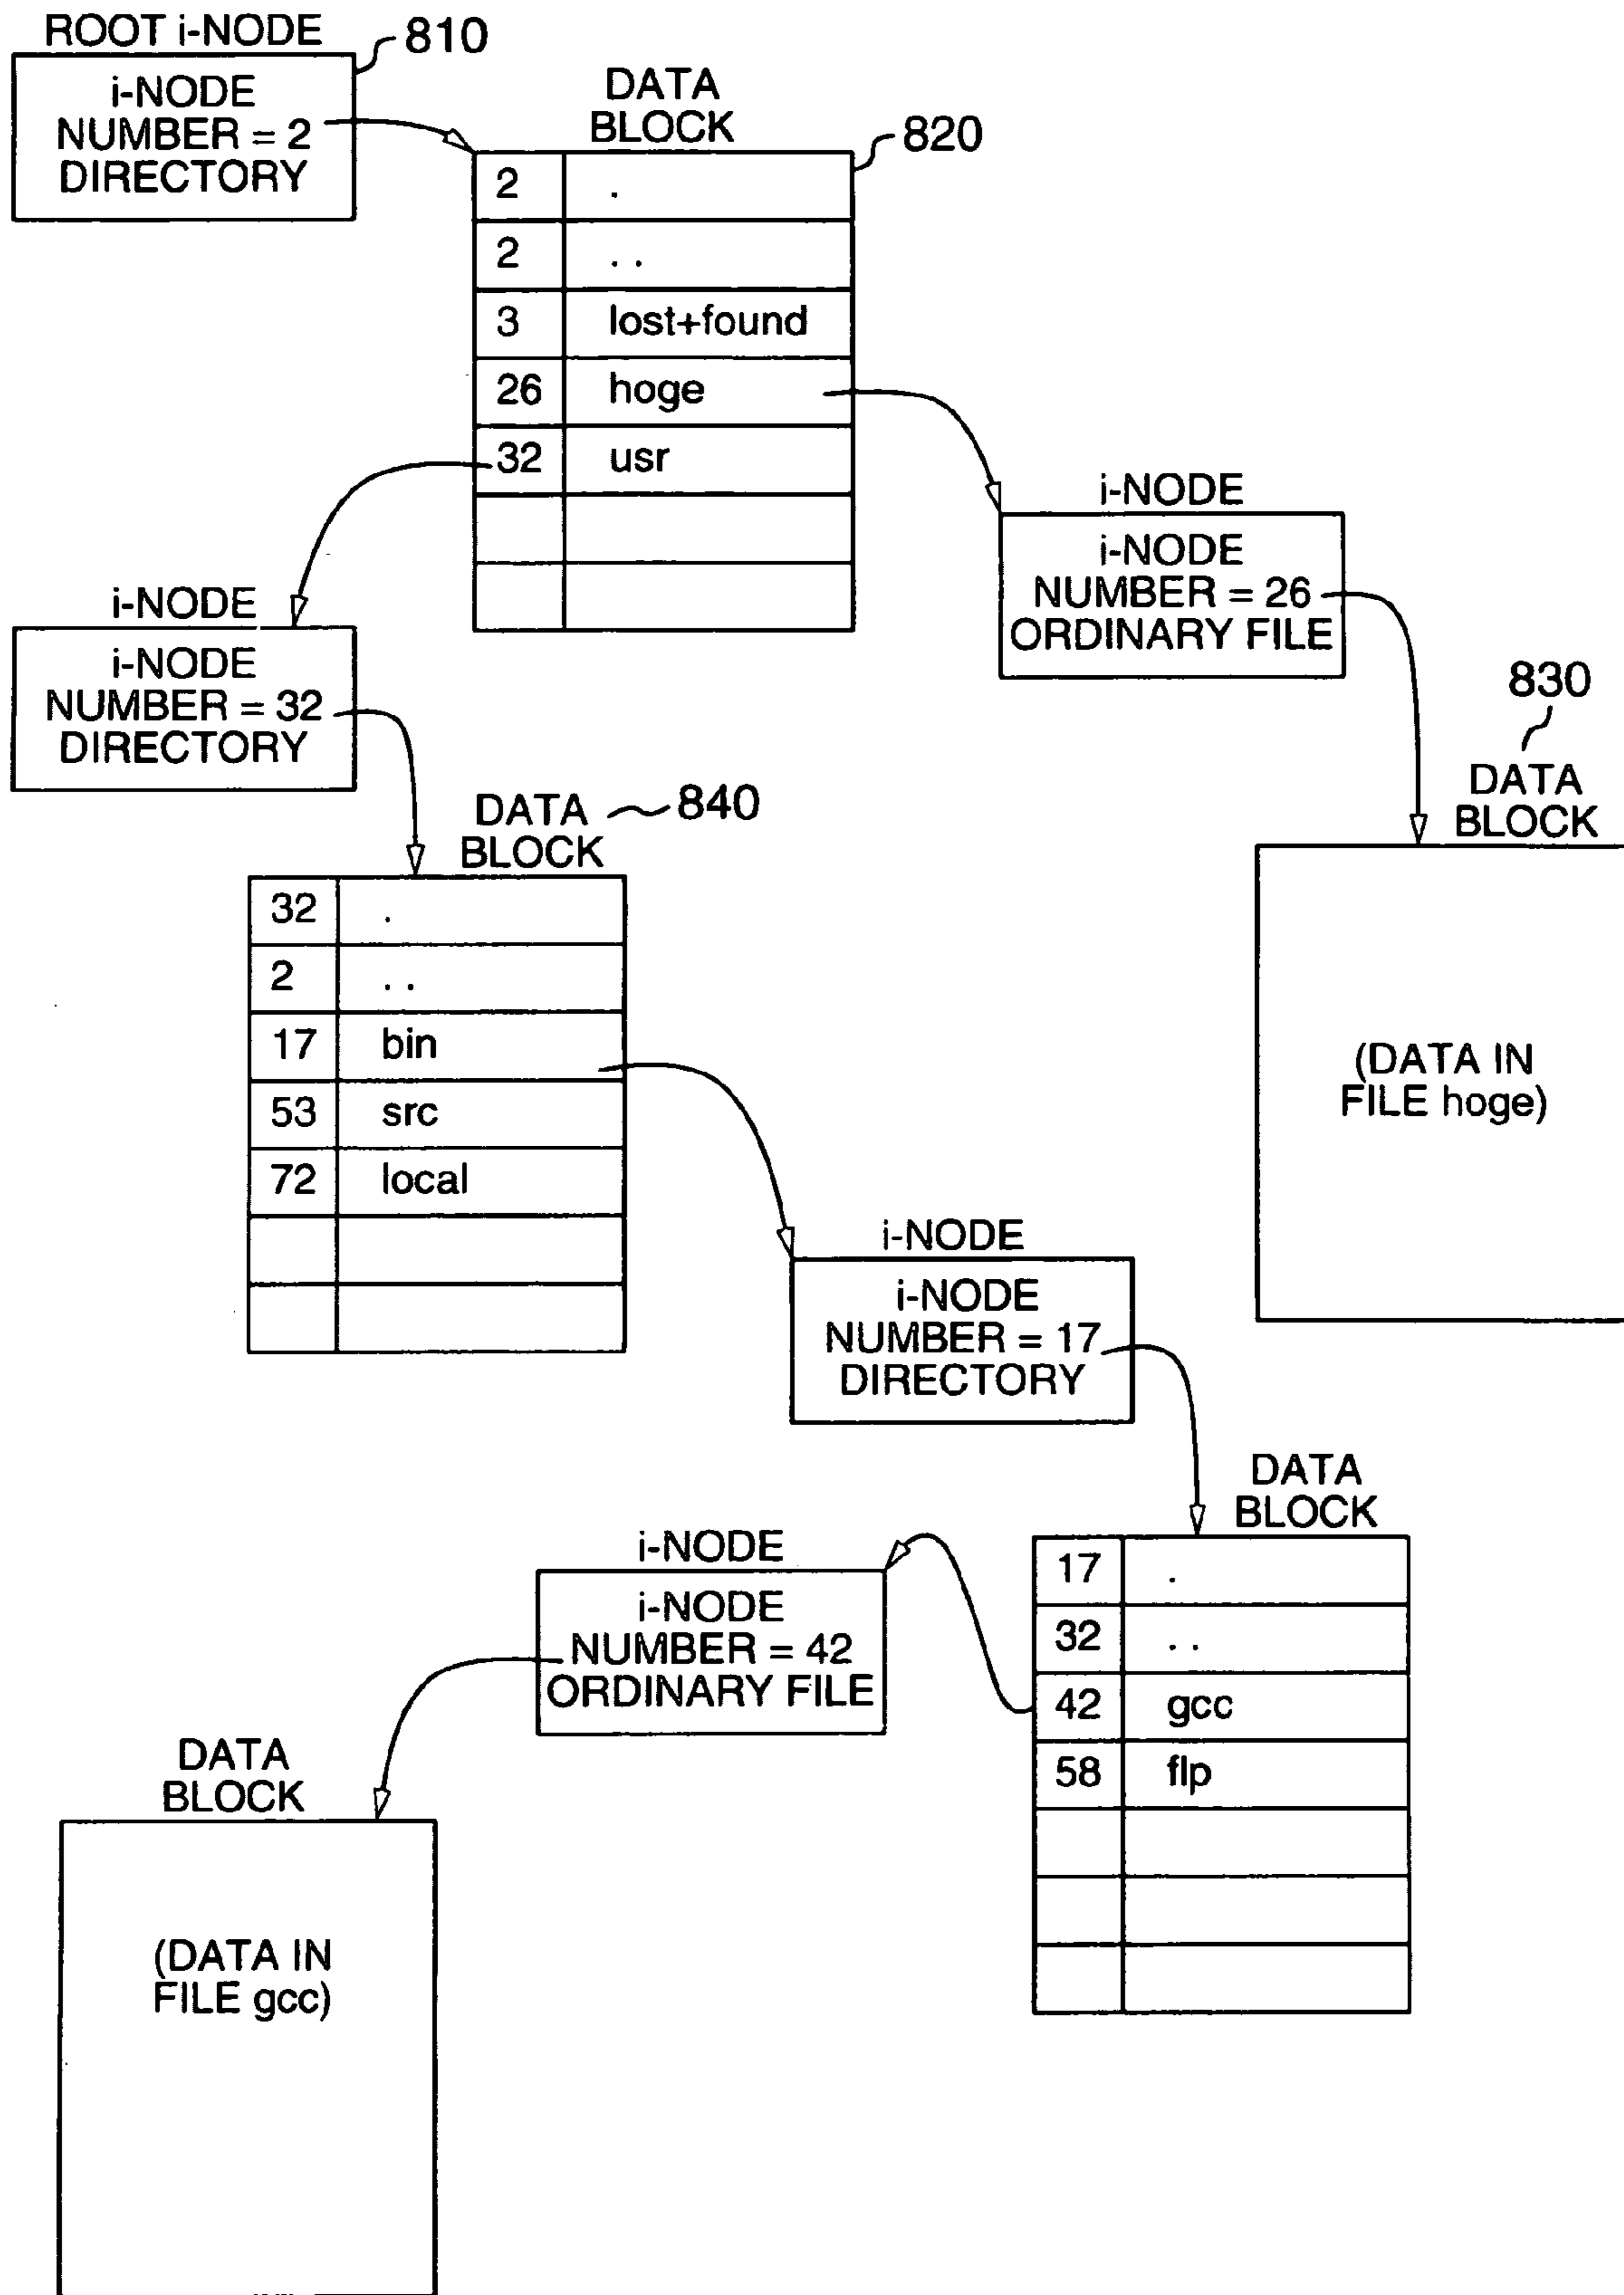 ROOT i-NODE
810
i-NODE
NUMBER = 2
DIRECTORY
DATA
BLOCK
820
2 .
2 . .
3 lost+found
26 hoge
32 usr
i-NODE
i-NODE
NUMBER = 26
ORDINARY FILE
i-NODE
i-NODE
NUMBER = 32
DIRECTORY
830
DATA
BLOCK
(DATA IN
FILE hoge)
DATA
BLOCK
840
32 .
2 . .
17 bin
53 src
72 local
i-NODE
i-NODE
NUMBER = 17
DIRECTORY
DATA
BLOCK
17 .
32 . .
42 gcc
58 flp
i-NODE
i-NODE
NUMBER = 42
ORDINARY FILE
DATA
BLOCK
(DATA IN
FILE gcc)